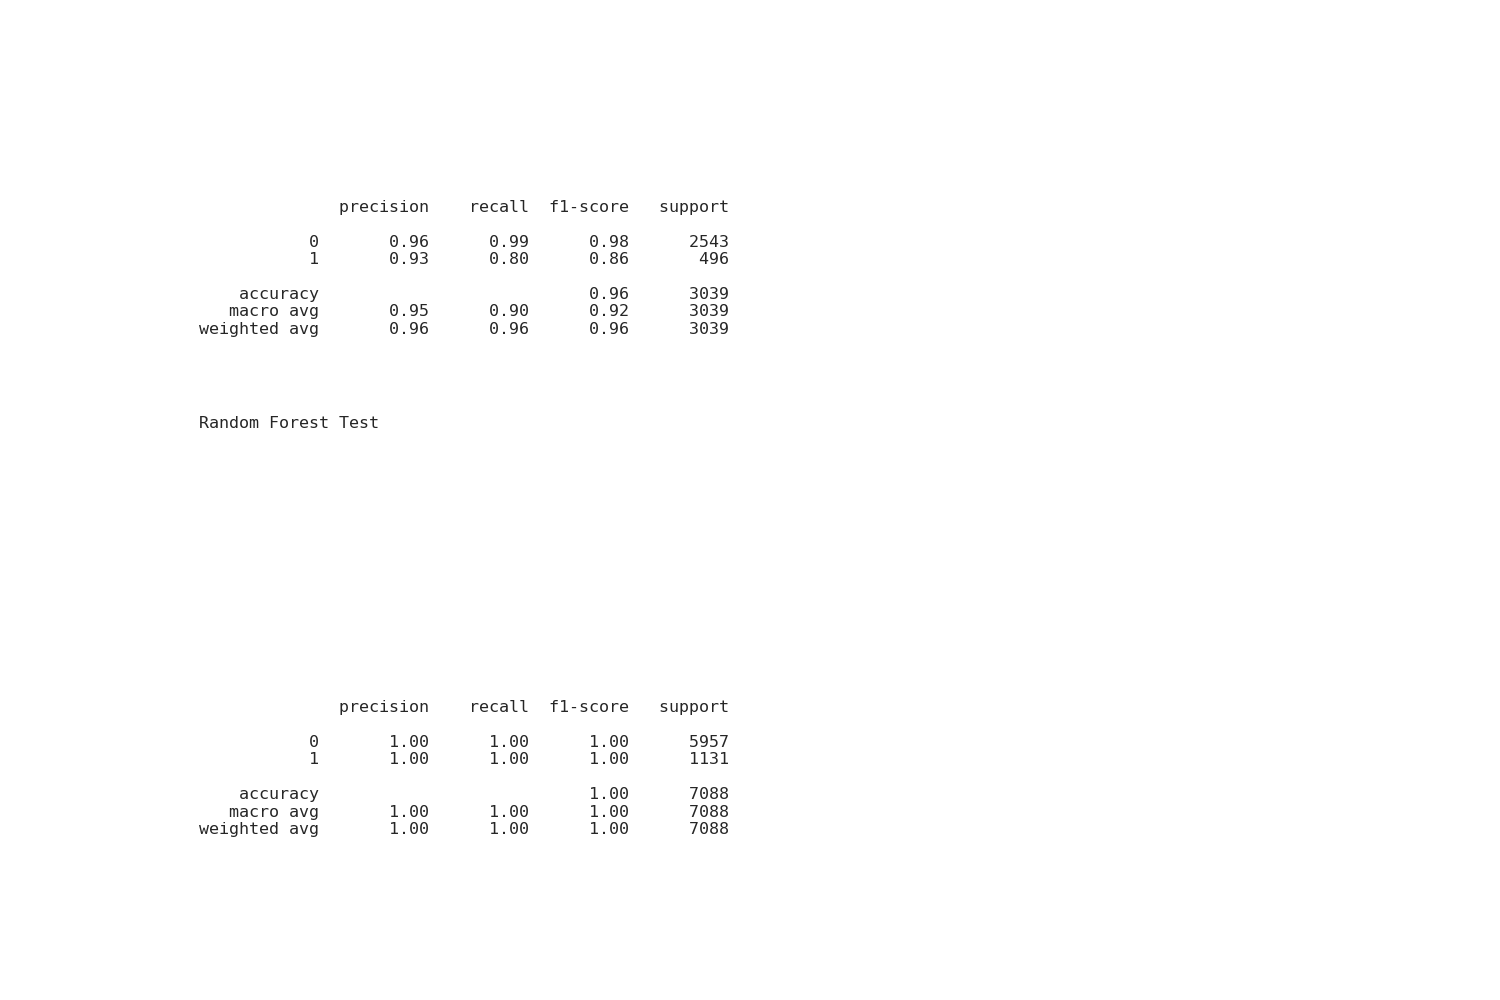 precision    recall  f1-score   support

           0       0.96      0.99      0.98      2543
           1       0.93      0.80      0.86       496

    accuracy                           0.96      3039
   macro avg       0.95      0.90      0.92      3039
weighted avg       0.96      0.96      0.96      3039

Random Forest Test

              precision    recall  f1-score   support

           0       1.00      1.00      1.00      5957
           1       1.00      1.00      1.00      1131

    accuracy                           1.00      7088
   macro avg       1.00      1.00      1.00      7088
weighted avg       1.00      1.00      1.00      7088